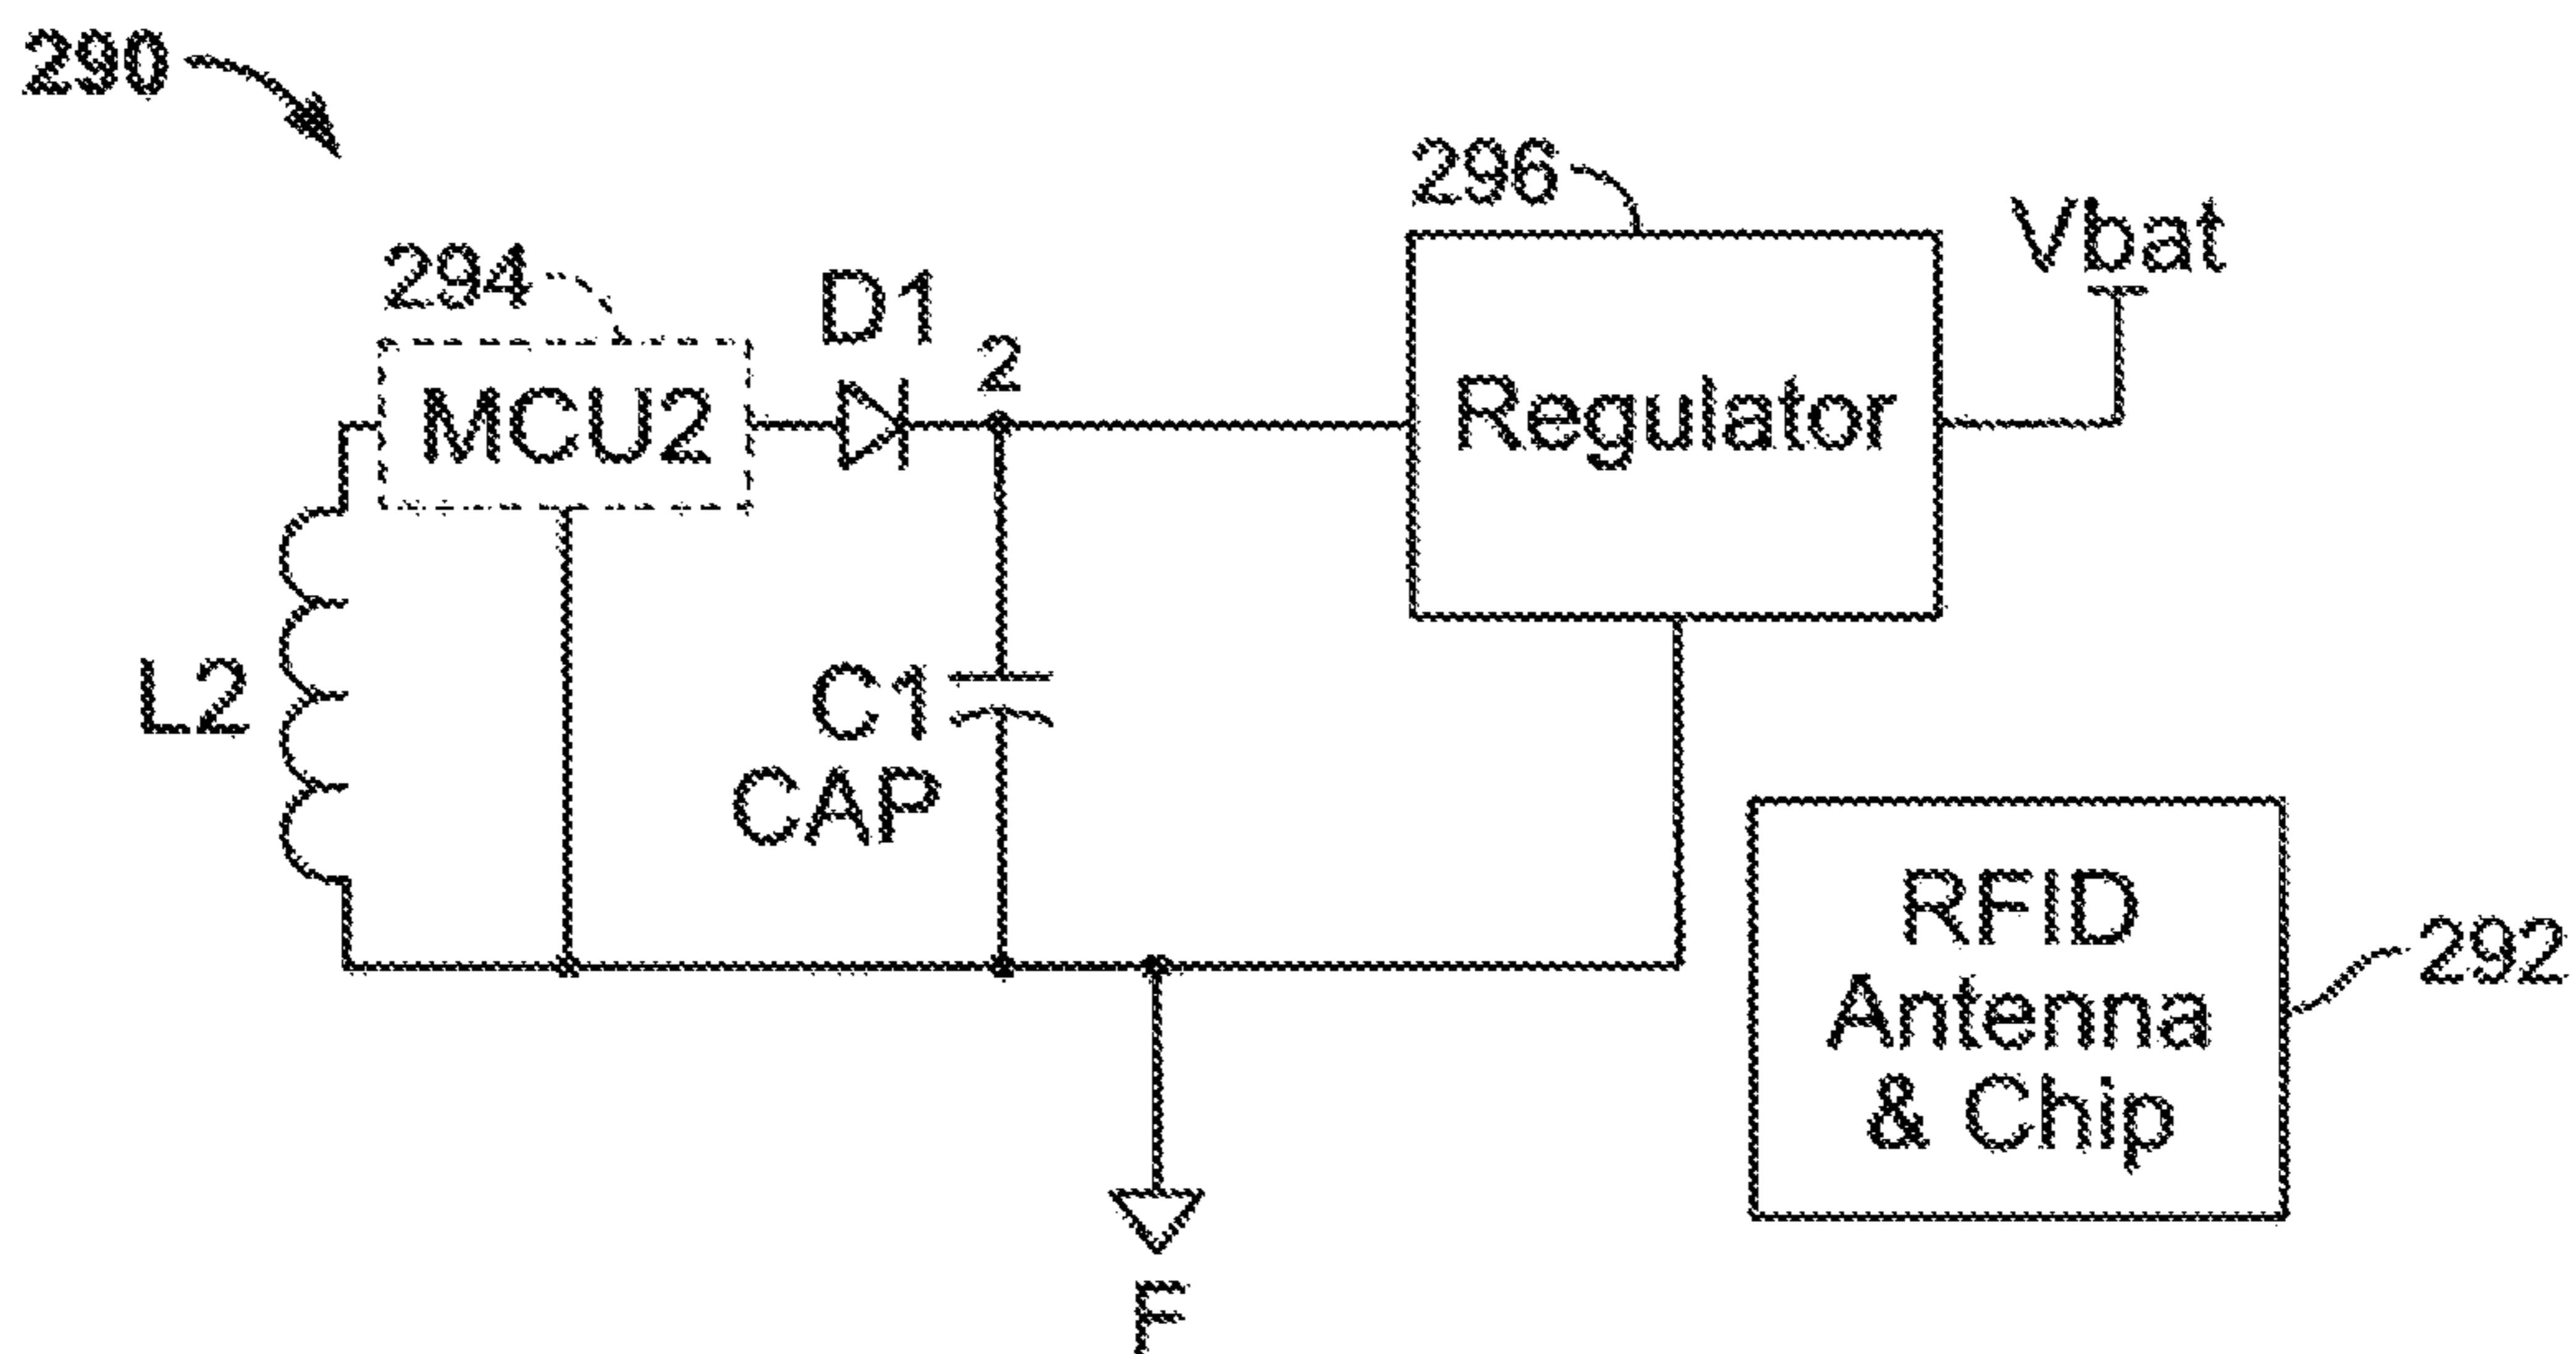 290
296
Vbat
294
D1
2
MCU2
Regulator
L2
C1
CAP
RFID
Antenna
& Chip
292